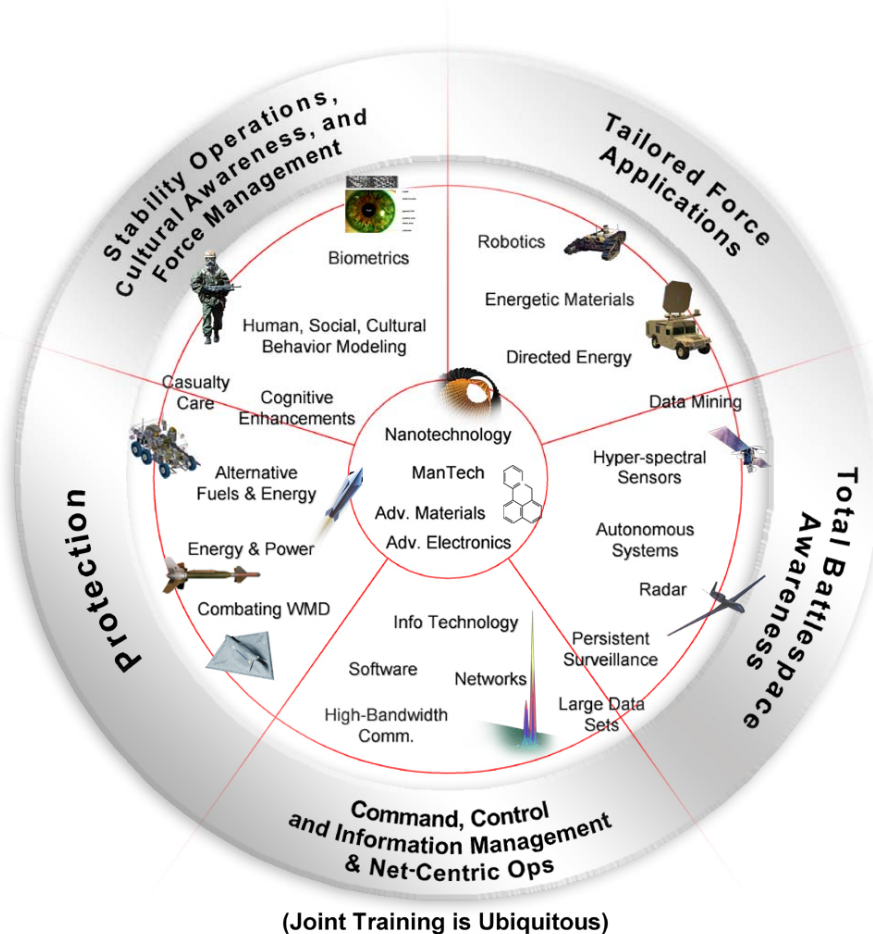 Stability Operations,
Cultural Awareness, and
Force Management
Tailored Force
Applications
Biometrics
Robotics
Energetic Materials
Human, Social, Cultural
Behavior Modeling
Directed Energy
Casualty
Care
Cognitive
Enhancements
Data Mining
Nanotechnology
ManTech
Adv. Materials
Adv. Electronics
Hyper-spectral
Sensors
Alternative
Fuels & Energy
Autonomous
Systems
Energy & Power
Radar
Combating WMD
Protection
Total Battlespace
Awareness
Info Technology
Persistent
Surveillance
Software
Networks
High-Bandwidth
Comm.
Large Data
Sets
Command, Control
and Information Management
& Net-Centric Ops
(Joint Training is Ubiquitous)